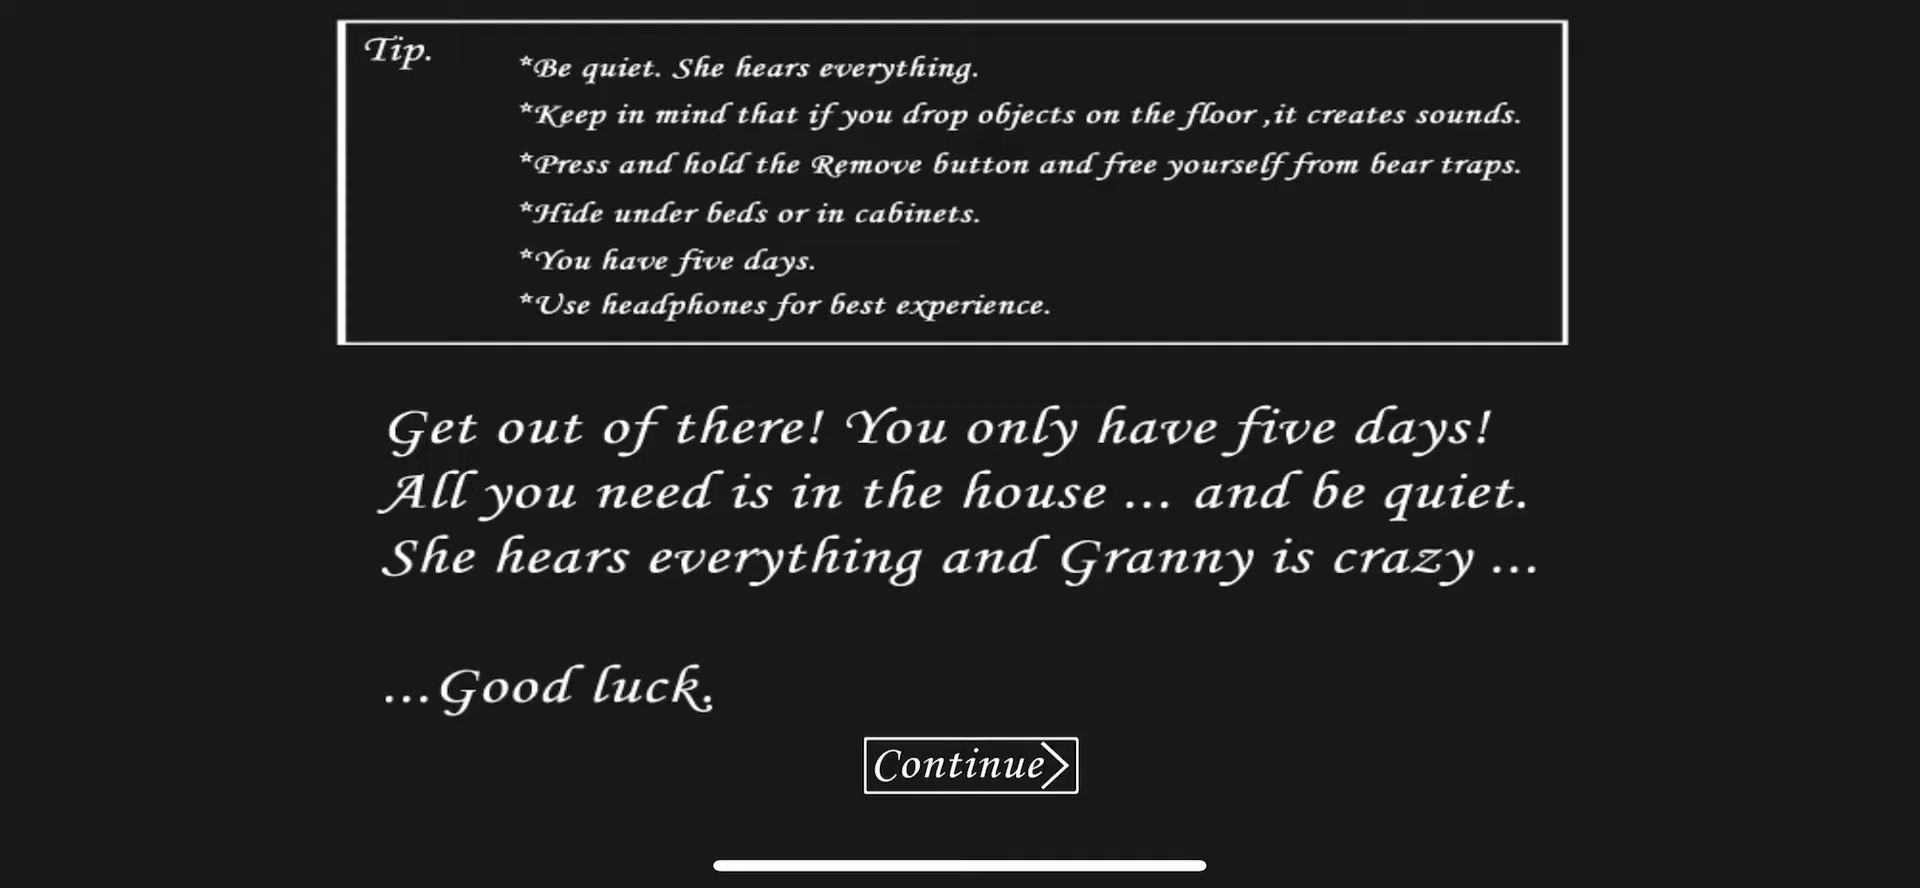 Tip.
*Be quiet. She hears everything.
*Keep in mind that if you drop objects on the floor ,it creates sounds.
*Press and hold the Remove button and free yourself from bear traps.
*Hide under beds or in cabinets.
*You have five days.
*Use headphones for best experience.
Get out of there! You only have five days!
All you need is in the house ... and be quiet.
She hears everything and Granny is crazy ...
...Good luck.
Continue